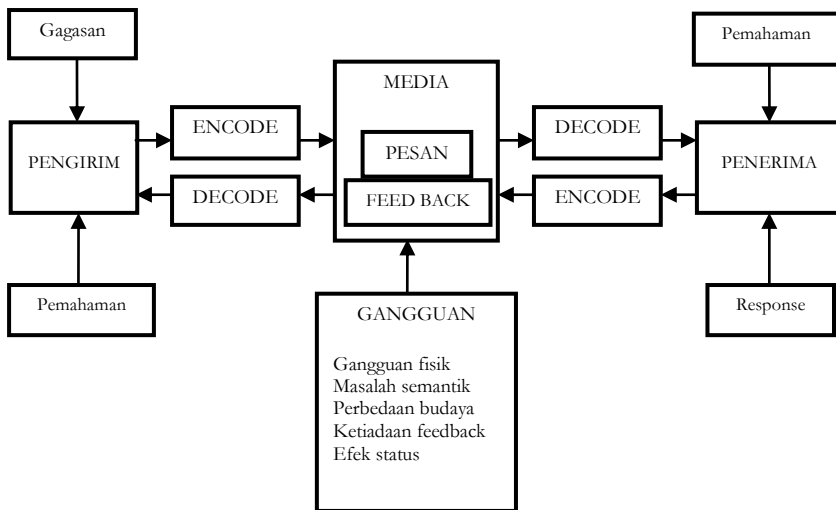 Gagasan
Pemahaman
MEDIA
ENCODE
DECODE
PENGIRIM
PESAN
PENERIMA
DECODE
FEED BACK
ENCODE
Pemahaman
Response
GANGGUAN
Gangguan fisik
Masalah semantik
Perbedaan budaya
Ketiadaan feedback
Efek status